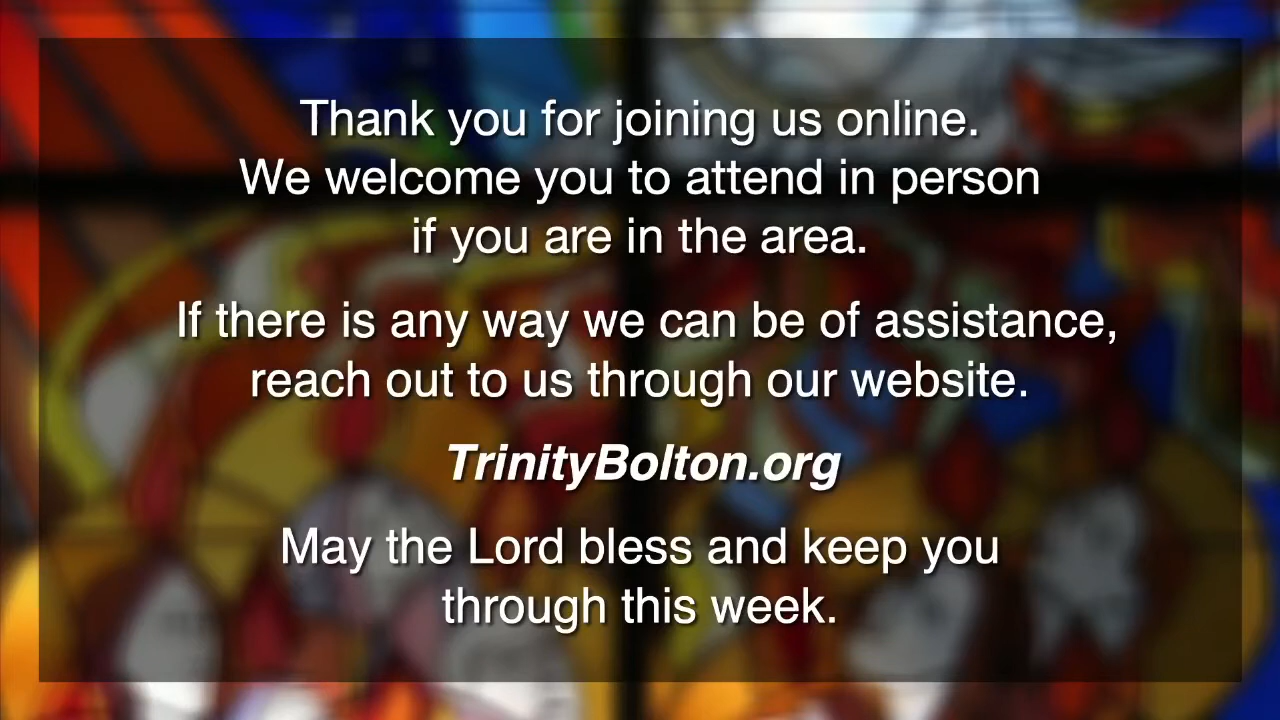 Thank you for joining us online.
We welcome you to attend in person
if you are in the area.
If there is any way we can be of assistance,
reach out to us through our website.
TrinityBolton.org
May the Lord bless and keep you
through this week.